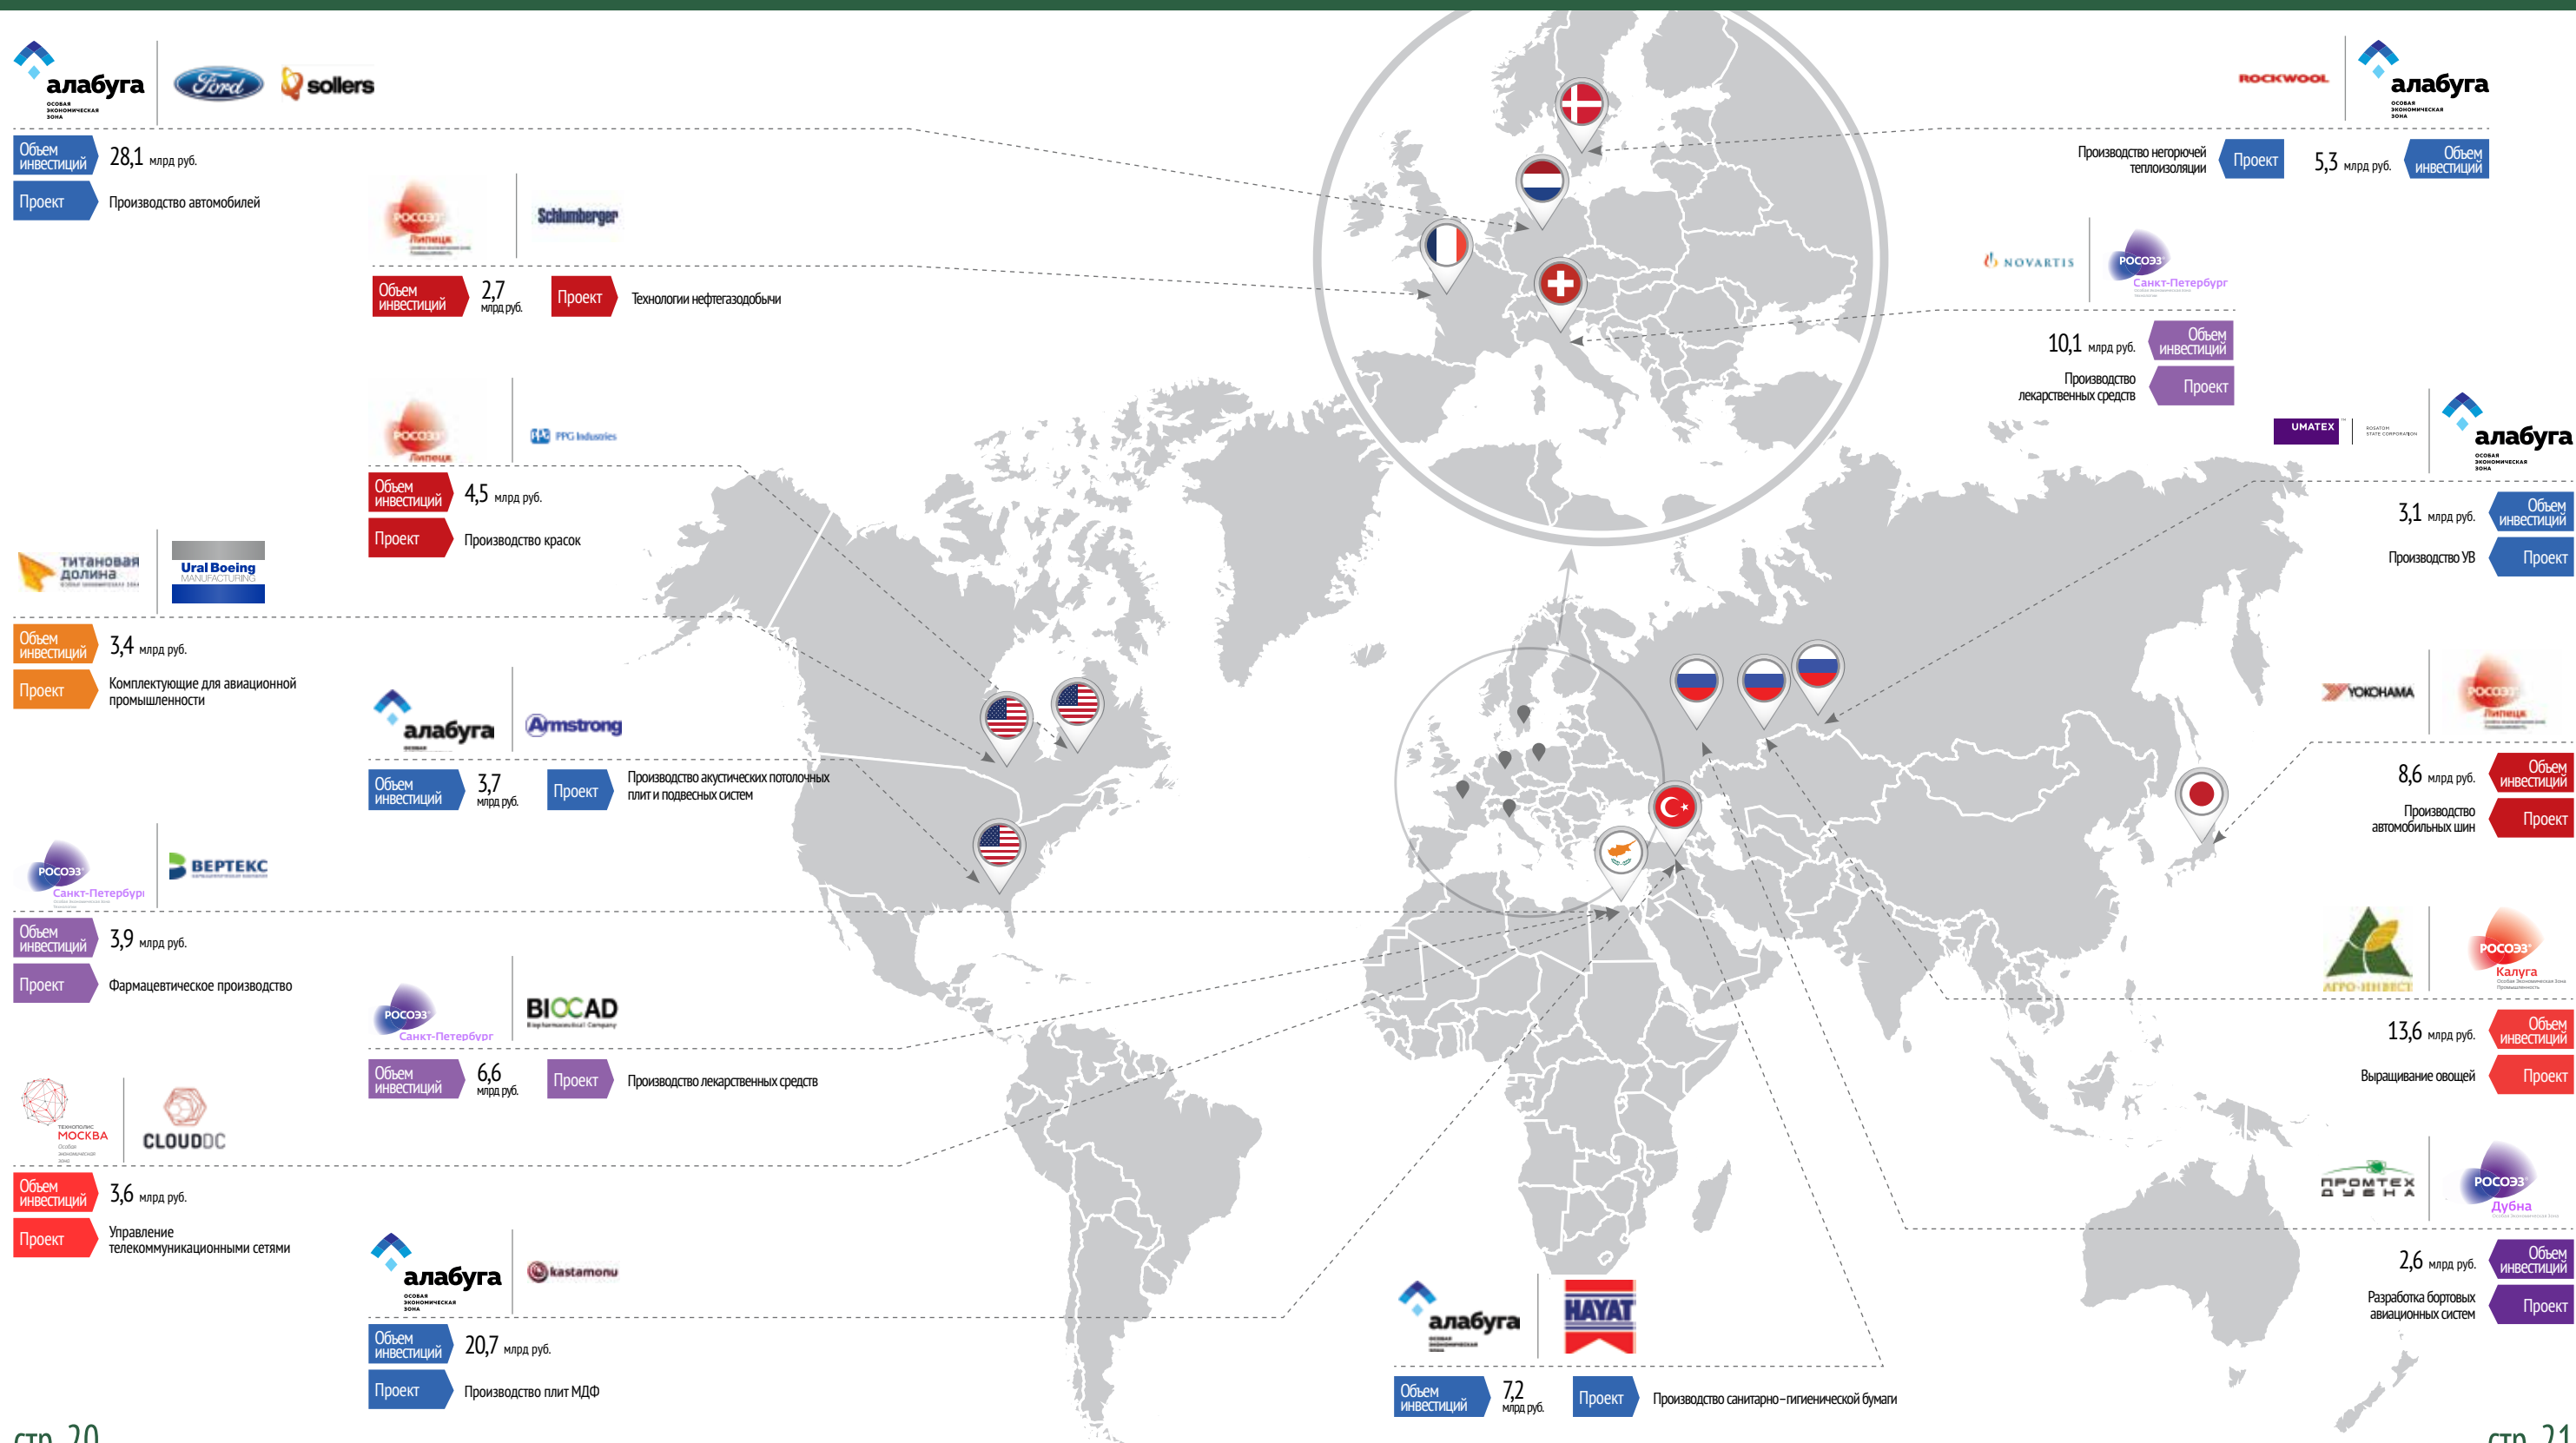 алабуга
ОСОБАЯ
ЭКОНОМИЧЕСКАЯ
ЗОНА
Ford
sollers
Объем
инвестиций
28,1 млрд руб.
Проект
Производство автомобилей
РОСОЭЗ
Липецк
Schlumberger
Объем
инвестиций
2,7
млрд руб.
Проект
Технологии нефтегазодобычи
РОСОЭЗ
Липецк
PPG PPG Industries
Объем
инвестиций
4,5 млрд руб.
Проект
Производство красок
ТИТАНОВАЯ
ДОЛИНА
Ural Boeing
MANUFACTURING
Объем
инвестиций
3,4 млрд руб.
Проект
Комплектующие для авиационной
промышленности
алабуга
Armstrong
Объем
инвестиций
3,7
млрд руб.
Проект
Производство акустических потолочных
плит и подвесных систем
РОСОЭЗ
Санкт-Петербург
ВЕРТЕКС
Объем
инвестиций
3,9 млрд руб.
Проект
Фармацевтическое производство
РОСОЭЗ
Санкт-Петербург
BIOCAD
Biopharmaceutical Company
Объем
инвестиций
6,6
млрд руб.
Проект
Производство лекарственных средств
ТЕХНОПОЛИС
МОСКВА
Особая
экономическая
зона
CLOUDDC
Объем
инвестиций
3,6 млрд руб.
Проект
Управление
телекоммуникационными сетями
алабуга
ОСОБАЯ
ЭКОНОМИЧЕСКАЯ
ЗОНА
kastamonu
Объем
инвестиций
20,7 млрд руб.
Проект
Производство плит МДФ
алабуга
HAYAT
Объем
инвестиций
7,2
млрд руб.
Проект
Производство санитарно-гигиенической бумаги
ROCKWOOL
алабуга
ОСОБАЯ
ЭКОНОМИЧЕСКАЯ
ЗОНА
Производство негорючей
теплоизоляции
Проект
5,3 млрд руб.
Объем
инвестиций
NOVARTIS
РОСОЭЗ
Санкт-Петербург
10,1 млрд руб.
Объем
инвестиций
Производство
лекарственных средств
Проект
UMATEX
ROSATOM
STATE CORPORATION
алабуга
ОСОБАЯ
ЭКОНОМИЧЕСКАЯ
ЗОНА
3,1 млрд руб.
Объем
инвестиций
Производство УВ
Проект
YOKOHAMA
РОСОЭЗ
Липецк
8,6 млрд руб.
Объем
инвестиций
Производство
автомобильных шин
Проект
АГРО-ИНВЕСТ
РОСОЭЗ
Калуга
Особая Экономическая Зона
Промышленность
13,6 млрд руб.
Объем
инвестиций
Выращивание овощей
Проект
ПРОМТЕХ
ДУБНА
РОСОЭЗ
Дубна
2,6 млрд руб.
Объем
инвестиций
Разработка бортовых
авиационных систем
Проект
стр. 20
стр. 21